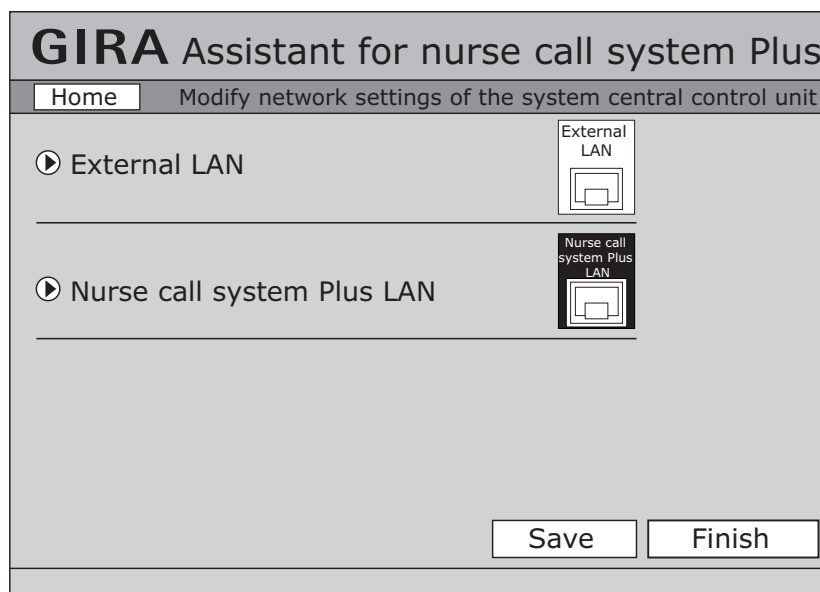 GIRA Assistant for nurse call system Plus
Home Modify network settings of the system central control unit
External LAN
External
LAN
Nurse call system Plus LAN
Nurse call
system Plus
LAN
Save Finish